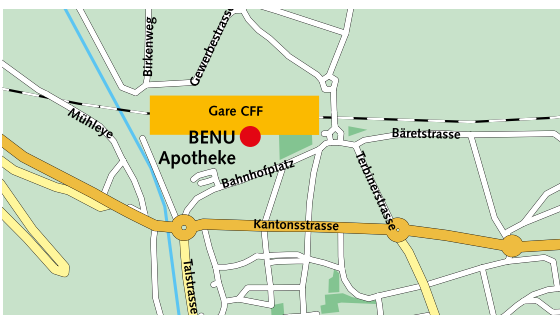 Birkenweg
Gewerbestrasse
Gare CFF
Mühleye
BENU
Apotheke
Bäretstrasse
Bahnhofplatz
Terbinerstrasse
Kantonsstrasse
Talstrasse